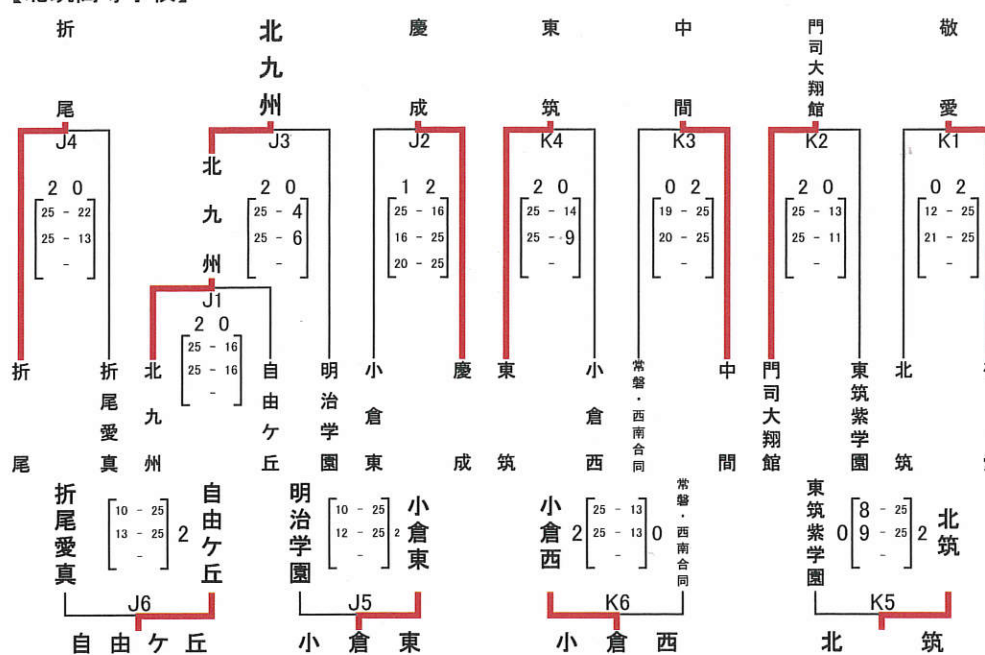 折尾
北九州
慶成
東筑
中間
門司大翔館
敬愛
J4
J3
J2
K4
K3
K2
K1
2 0
25 - 22
25 - 13
-
北九州
2 0
25 - 4
25 - 6
-
1 2
25 - 16
16 - 25
20 - 25
2 0
25 - 14
25 - 9
-
0 2
19 - 25
20 - 25
-
2 0
25 - 13
25 - 11
-
0 2
12 - 25
21 - 25
-
J1
2 0
25 - 16
25 - 16
-
折尾
折尾愛真
北九州
自由ケ丘
明治学園
小倉東
慶成
東筑
小倉西
常磐・西南合同
中間
門司大翔館
東筑紫学園
北筑
折尾愛真
10 - 25
13 - 25
-
2
自由ケ丘
J6
自由ケ丘
明治学園
10 - 25
12 - 25
-
2
小倉東
J5
小倉東
小倉西
2
25 - 13
25 - 13
-
0
常磐・西南合同
K6
小倉西
東筑紫学園
0
8 - 25
9 - 25
-
2
北筑
K5
北筑